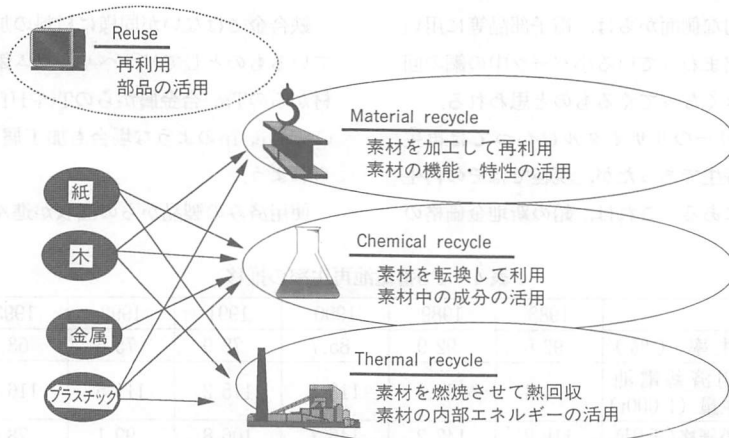 Reuse
再利用
部品の活用
Material recycle
素材を加工して再利用
素材の機能・特性の活用
紙
木
金属
プラスチック
Chemical recycle
素材を転換して利用
素材中の成分の活用
Thermal recycle
素材を燃焼させて熱回収
素材の内部エネルギーの活用